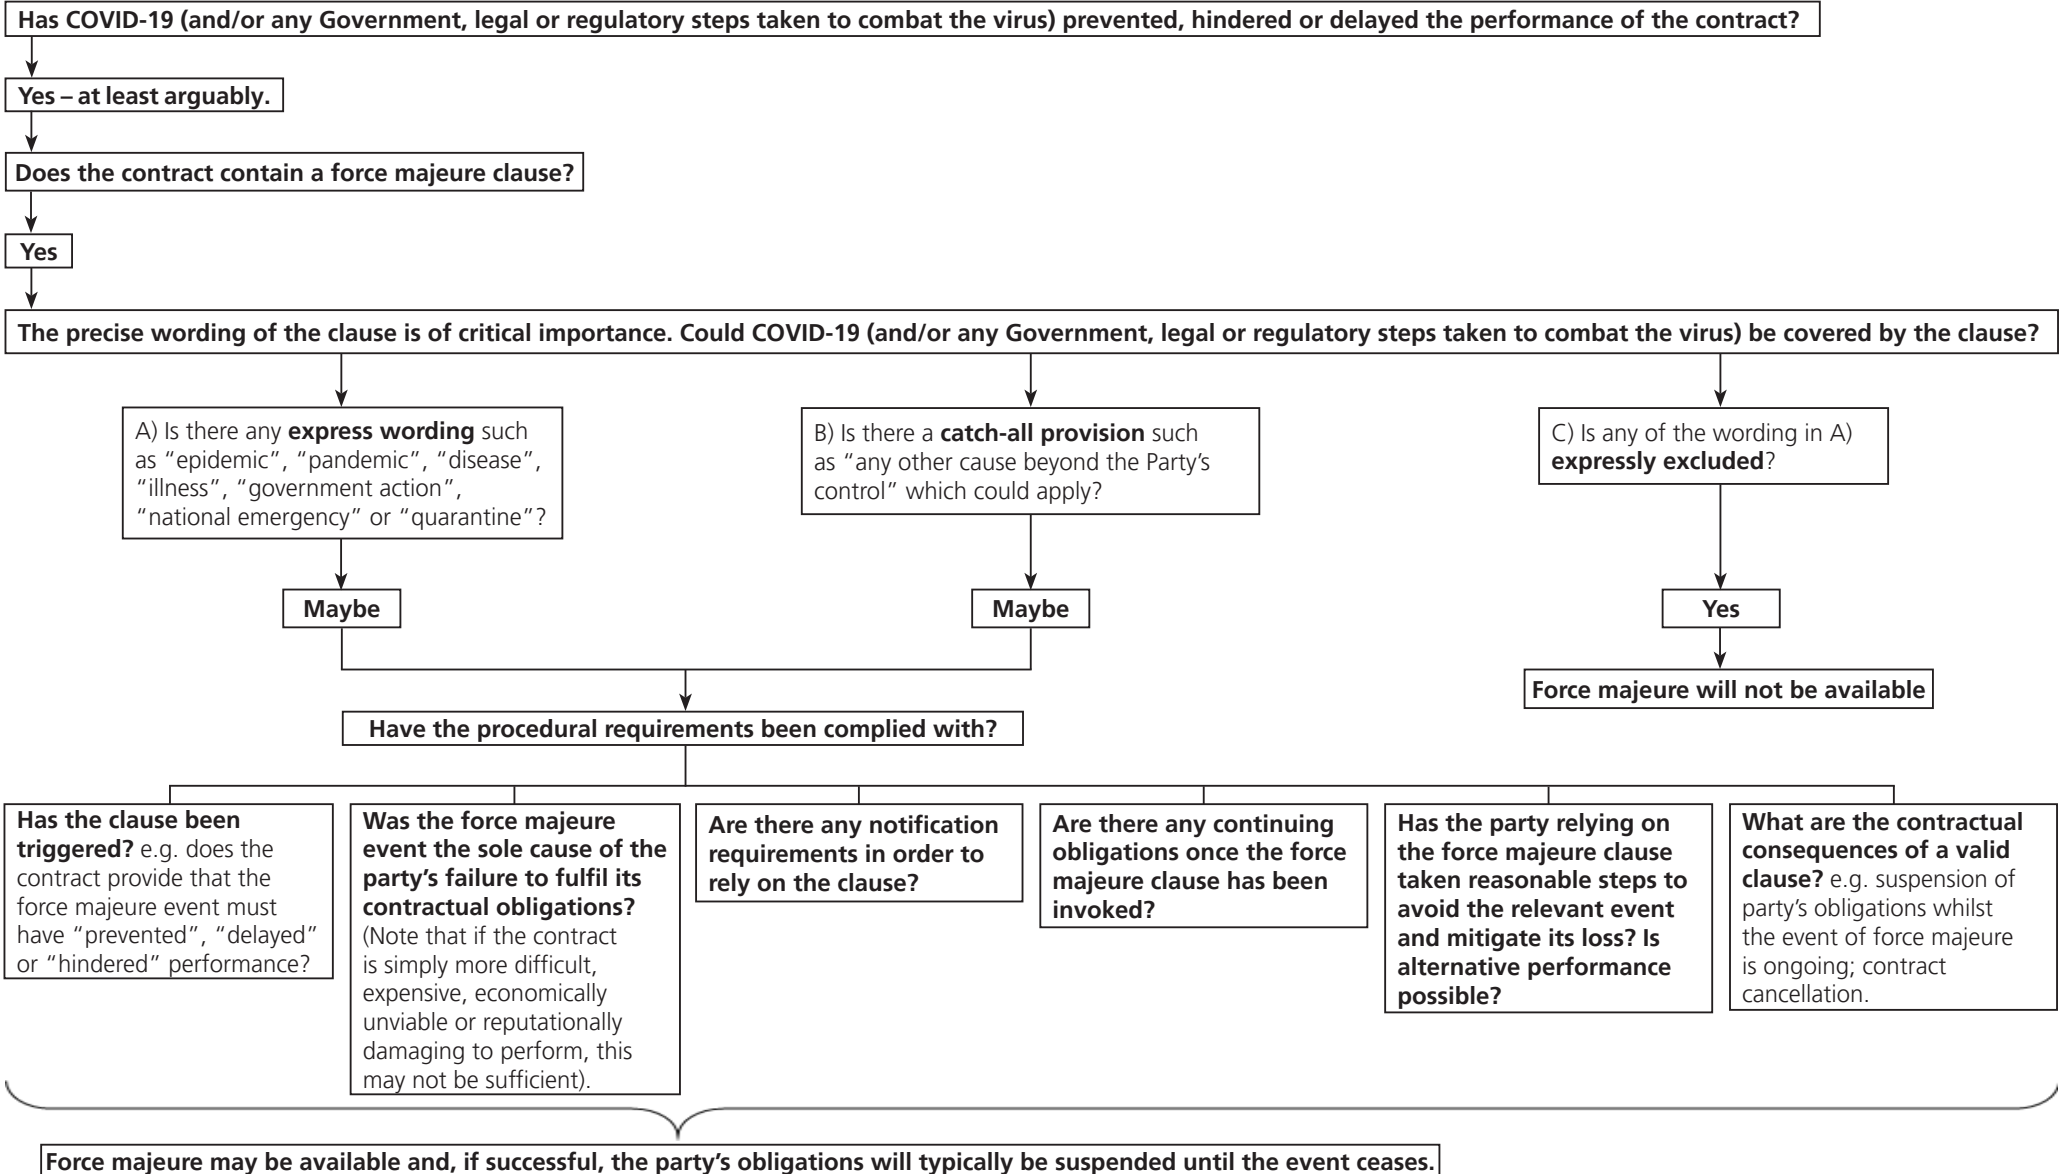 Has COVID-19 (and/or any Government, legal or regulatory steps taken to combat the virus) prevented, hindered or delayed the performance of the contract?
Yes – at least arguably.
Does the contract contain a force majeure clause?
Yes
The precise wording of the clause is of critical importance. Could COVID-19 (and/or any Government, legal or regulatory steps taken to combat the virus) be covered by the clause?
A) Is there any express wording such
as “epidemic”, “pandemic”, “disease”,
“illness”, “government action”,
“national emergency” or “quarantine”?
B) Is there a catch-all provision such
as “any other cause beyond the Party’s
control” which could apply?
C) Is any of the wording in A)
expressly excluded?
Maybe
Maybe
Yes
Force majeure will not be available
Have the procedural requirements been complied with?
Has the clause been
triggered? e.g. does the
contract provide that the
force majeure event must
have “prevented”, “delayed”
or “hindered” performance?
Was the force majeure
event the sole cause of the
party’s failure to fulfil its
contractual obligations?
(Note that if the contract
is simply more difficult,
expensive, economically
unviable or reputationally
damaging to perform, this
may not be sufficient).
Are there any notification
requirements in order to
rely on the clause?
Are there any continuing
obligations once the force
majeure clause has been
invoked?
Has the party relying on
the force majeure clause
taken reasonable steps to
avoid the relevant event
and mitigate its loss? Is
alternative performance
possible?
What are the contractual
consequences of a valid
clause? e.g. suspension of
party’s obligations whilst
the event of force majeure
is ongoing; contract
cancellation.
Force majeure may be available and, if successful, the party’s obligations will typically be suspended until the event ceases.